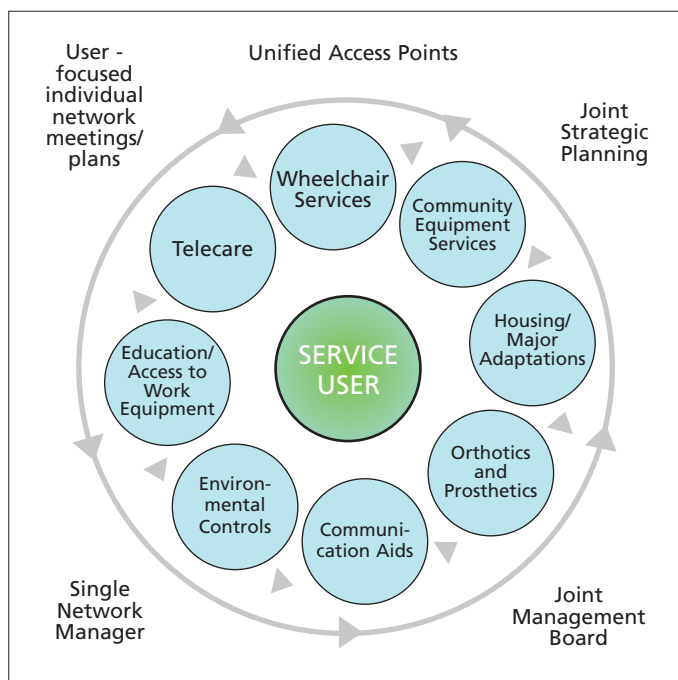 User -
focused
individual
network
meetings/
plans
Unified Access Points
Joint
Strategic
Planning
Wheelchair
Services
Community
Equipment
Services
Telecare
Housing/
Major
Adaptations
SERVICE
USER
Education/
Access to
Work
Equipment
Orthotics
and
Prosthetics
Environ-
mental
Controls
Communi-
cation Aids
Single
Network
Manager
Joint
Management
Board